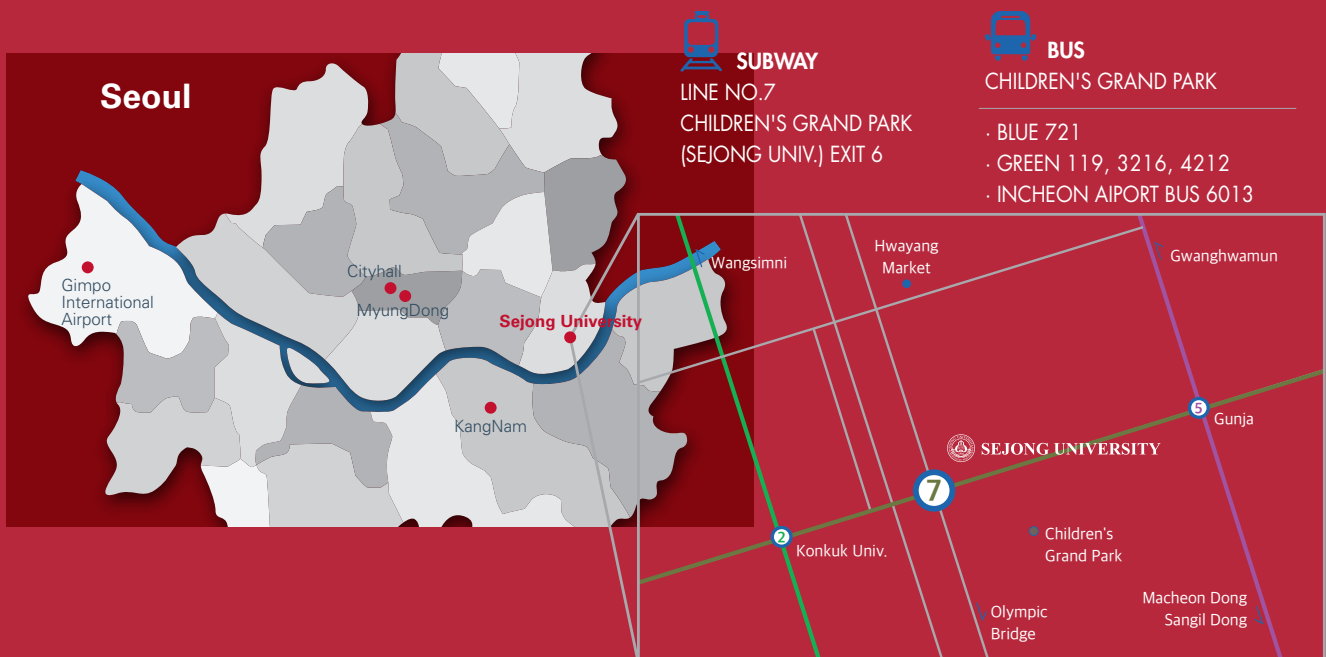 Seoul
Gimpo
International
Airport
Cityhall
MyungDong
Sejong University
KangNam
SUBWAY
LINE NO.7
CHILDREN'S GRAND PARK
(SEJONG UNIV.) EXIT 6
BUS
CHILDREN'S GRAND PARK
· BLUE 721
· GREEN 119, 3216, 4212
· INCHEON AIPORT BUS 6013
Wangsimni
Hwayang
Market
Gwanghwamun
5
Gunja
SEJONG UNIVERSITY
7
2
Konkuk Univ.
Children's
Grand Park
Olympic
Bridge
Macheon Dong
Sangil Dong